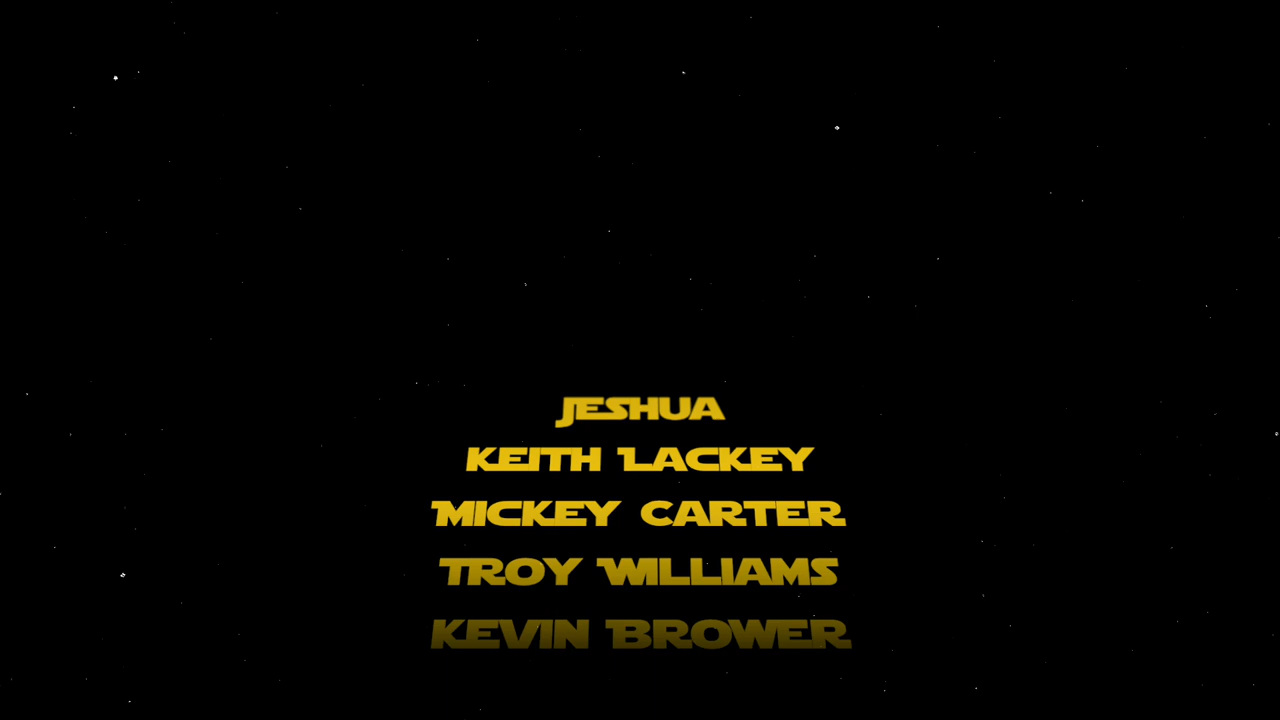 Jeshua
Keith Lackey
Mickey Carter
Troy Williams
Kevin Brower